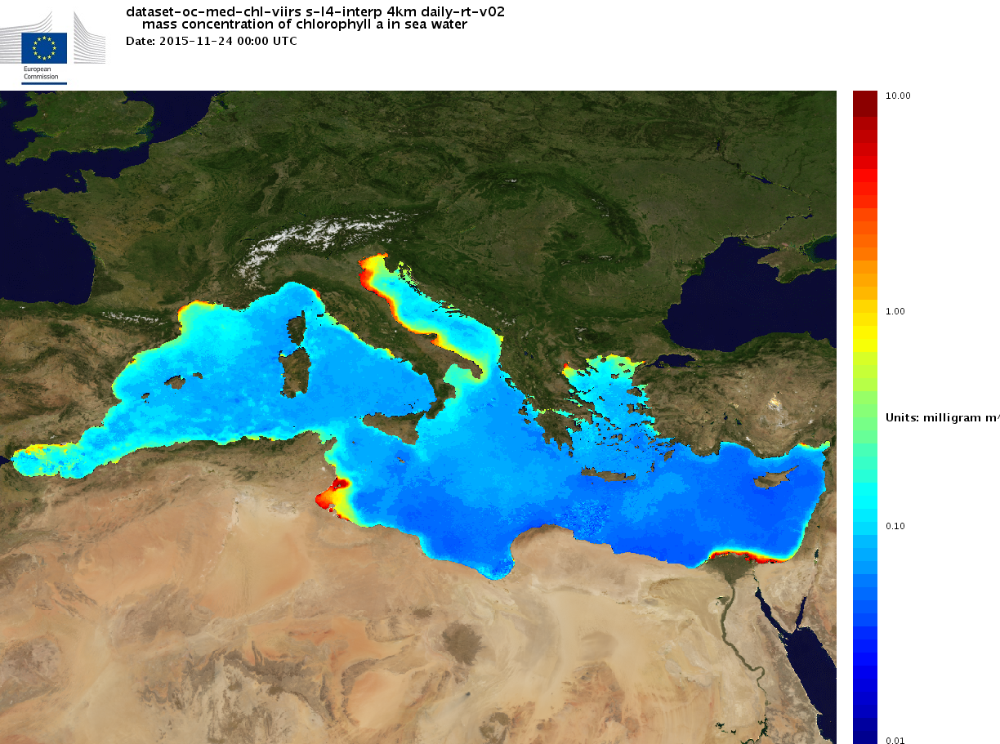 dataset-oc-med-chl-viirs s-l4-interp 4km daily-rt-v02
mass concentration of chlorophyll a in sea water
Date: 2015-11-24 00:00 UTC
European
Commission
10.00
1.00
Units: milligram m
0.10
0.01